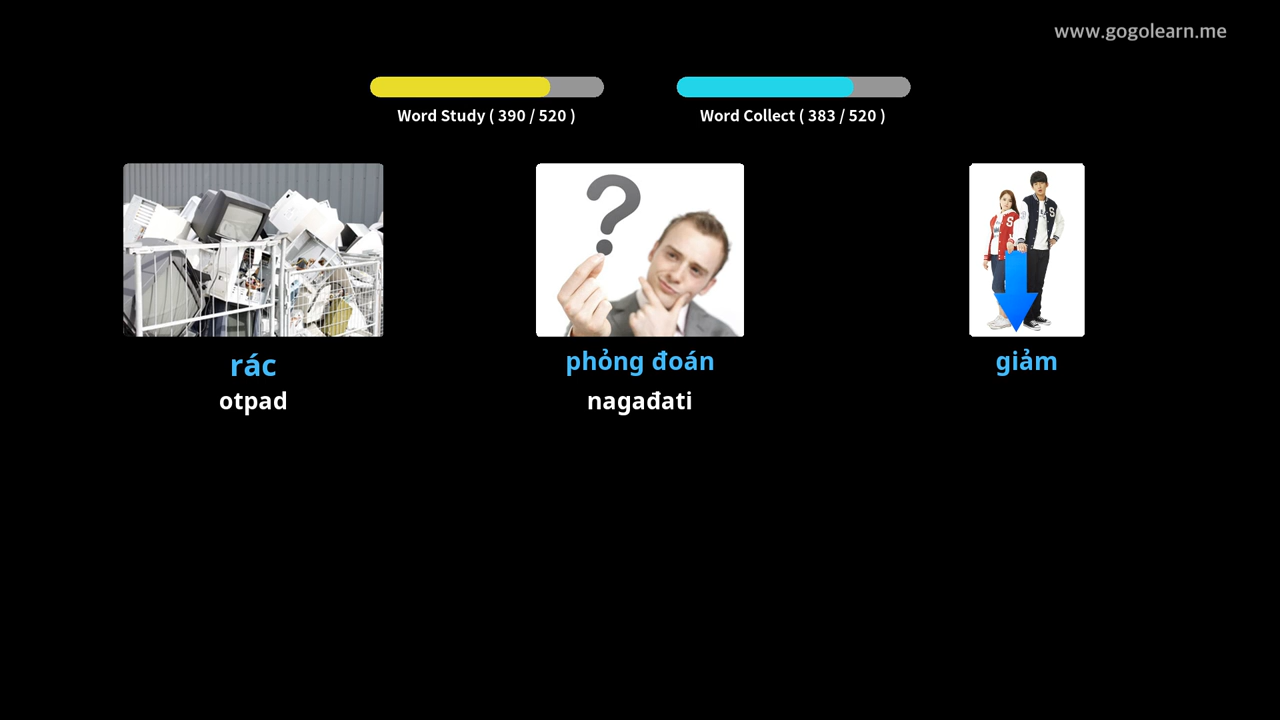 www.gogolearn.me
Word Study ( 390 / 520 )
Word Collect ( 383 / 520 )
?
S
S
rác
phỏng đoán
giảm
otpad
nagađati